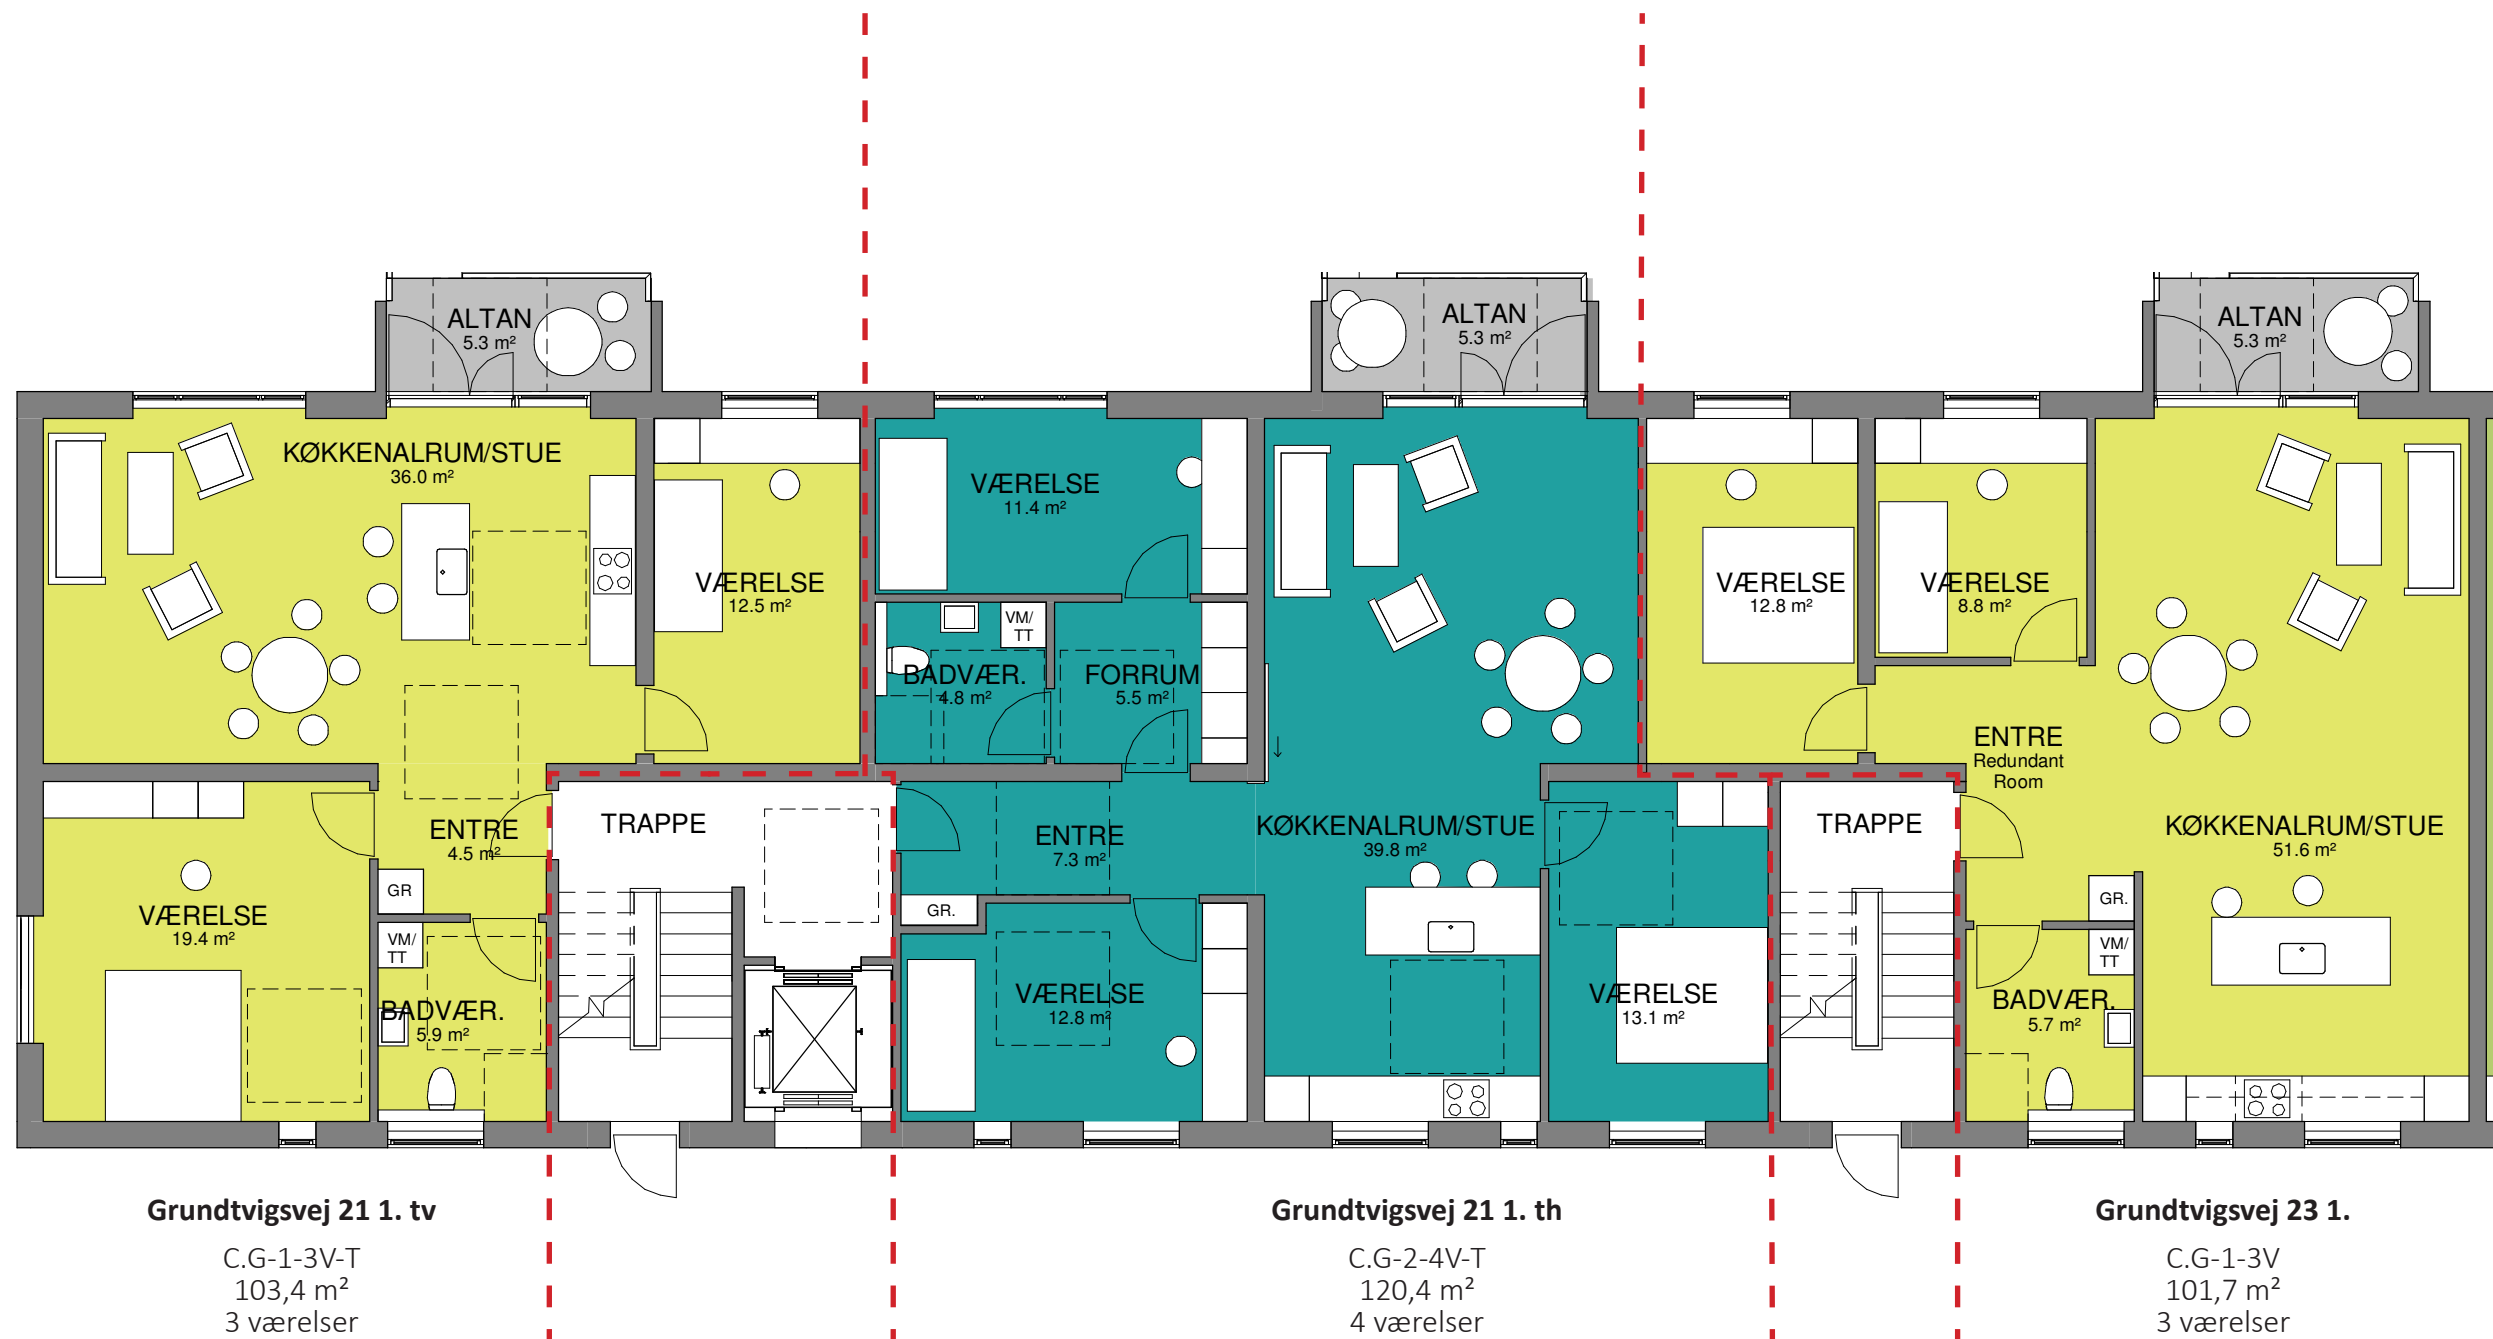 ALTAN
5.3 m²
KØKKENALRUM/STUE
36.0 m²
VÆRELSE
12.5 m²
ENTRE
4.5 m²
GR
VÆRELSE
19.4 m²
VM/
TT
BADVÆR.
5.9 m²
TRAPPE
ALTAN
5.3 m²
VÆRELSE
11.4 m²
VM/
TT
BADVÆR.
4.8 m²
FORRUM
5.5 m²
ENTRE
7.3 m²
KØKKENALRUM/STUE
39.8 m²
GR.
VÆRELSE
12.8 m²
VÆRELSE
13.1 m²
ALTAN
5.3 m²
VÆRELSE
12.8 m²
VÆRELSE
8.8 m²
ENTRE
Redundant
Room
TRAPPE
KØKKENALRUM/STUE
51.6 m²
GR.
VM/
TT
BADVÆR.
5.7 m²
Grundtvigsvej 21 1. tv
C.G-1-3V-T
103,4 m²
3 værelser
Grundtvigsvej 21 1. th
C.G-2-4V-T
120,4 m²
4 værelser
Grundtvigsvej 23 1.
C.G-1-3V
101,7 m²
3 værelser